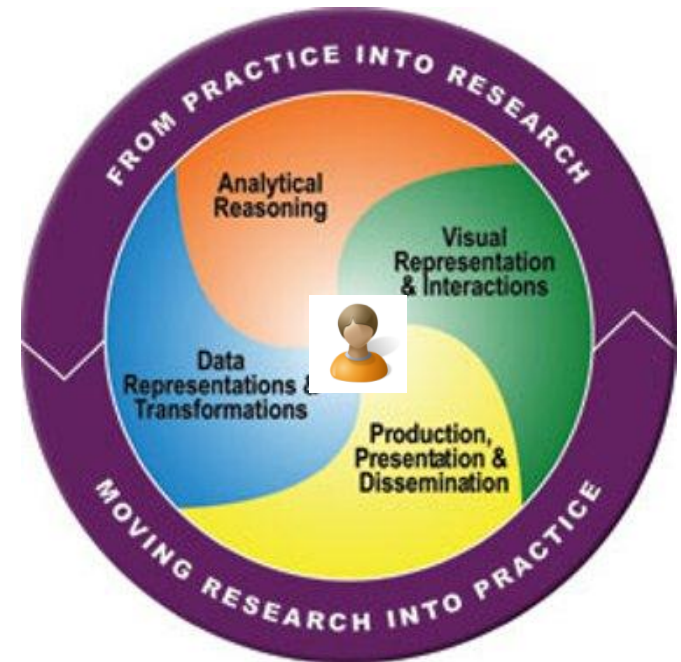 FROM PRACTICE INTO RESEARCH
Analytical
Reasoning
Visual
Representation
& Interactions
Data
Representations &
Transformations
Production,
Presentation &
Dissemination
MOVING RESEARCH INTO PRACTICE